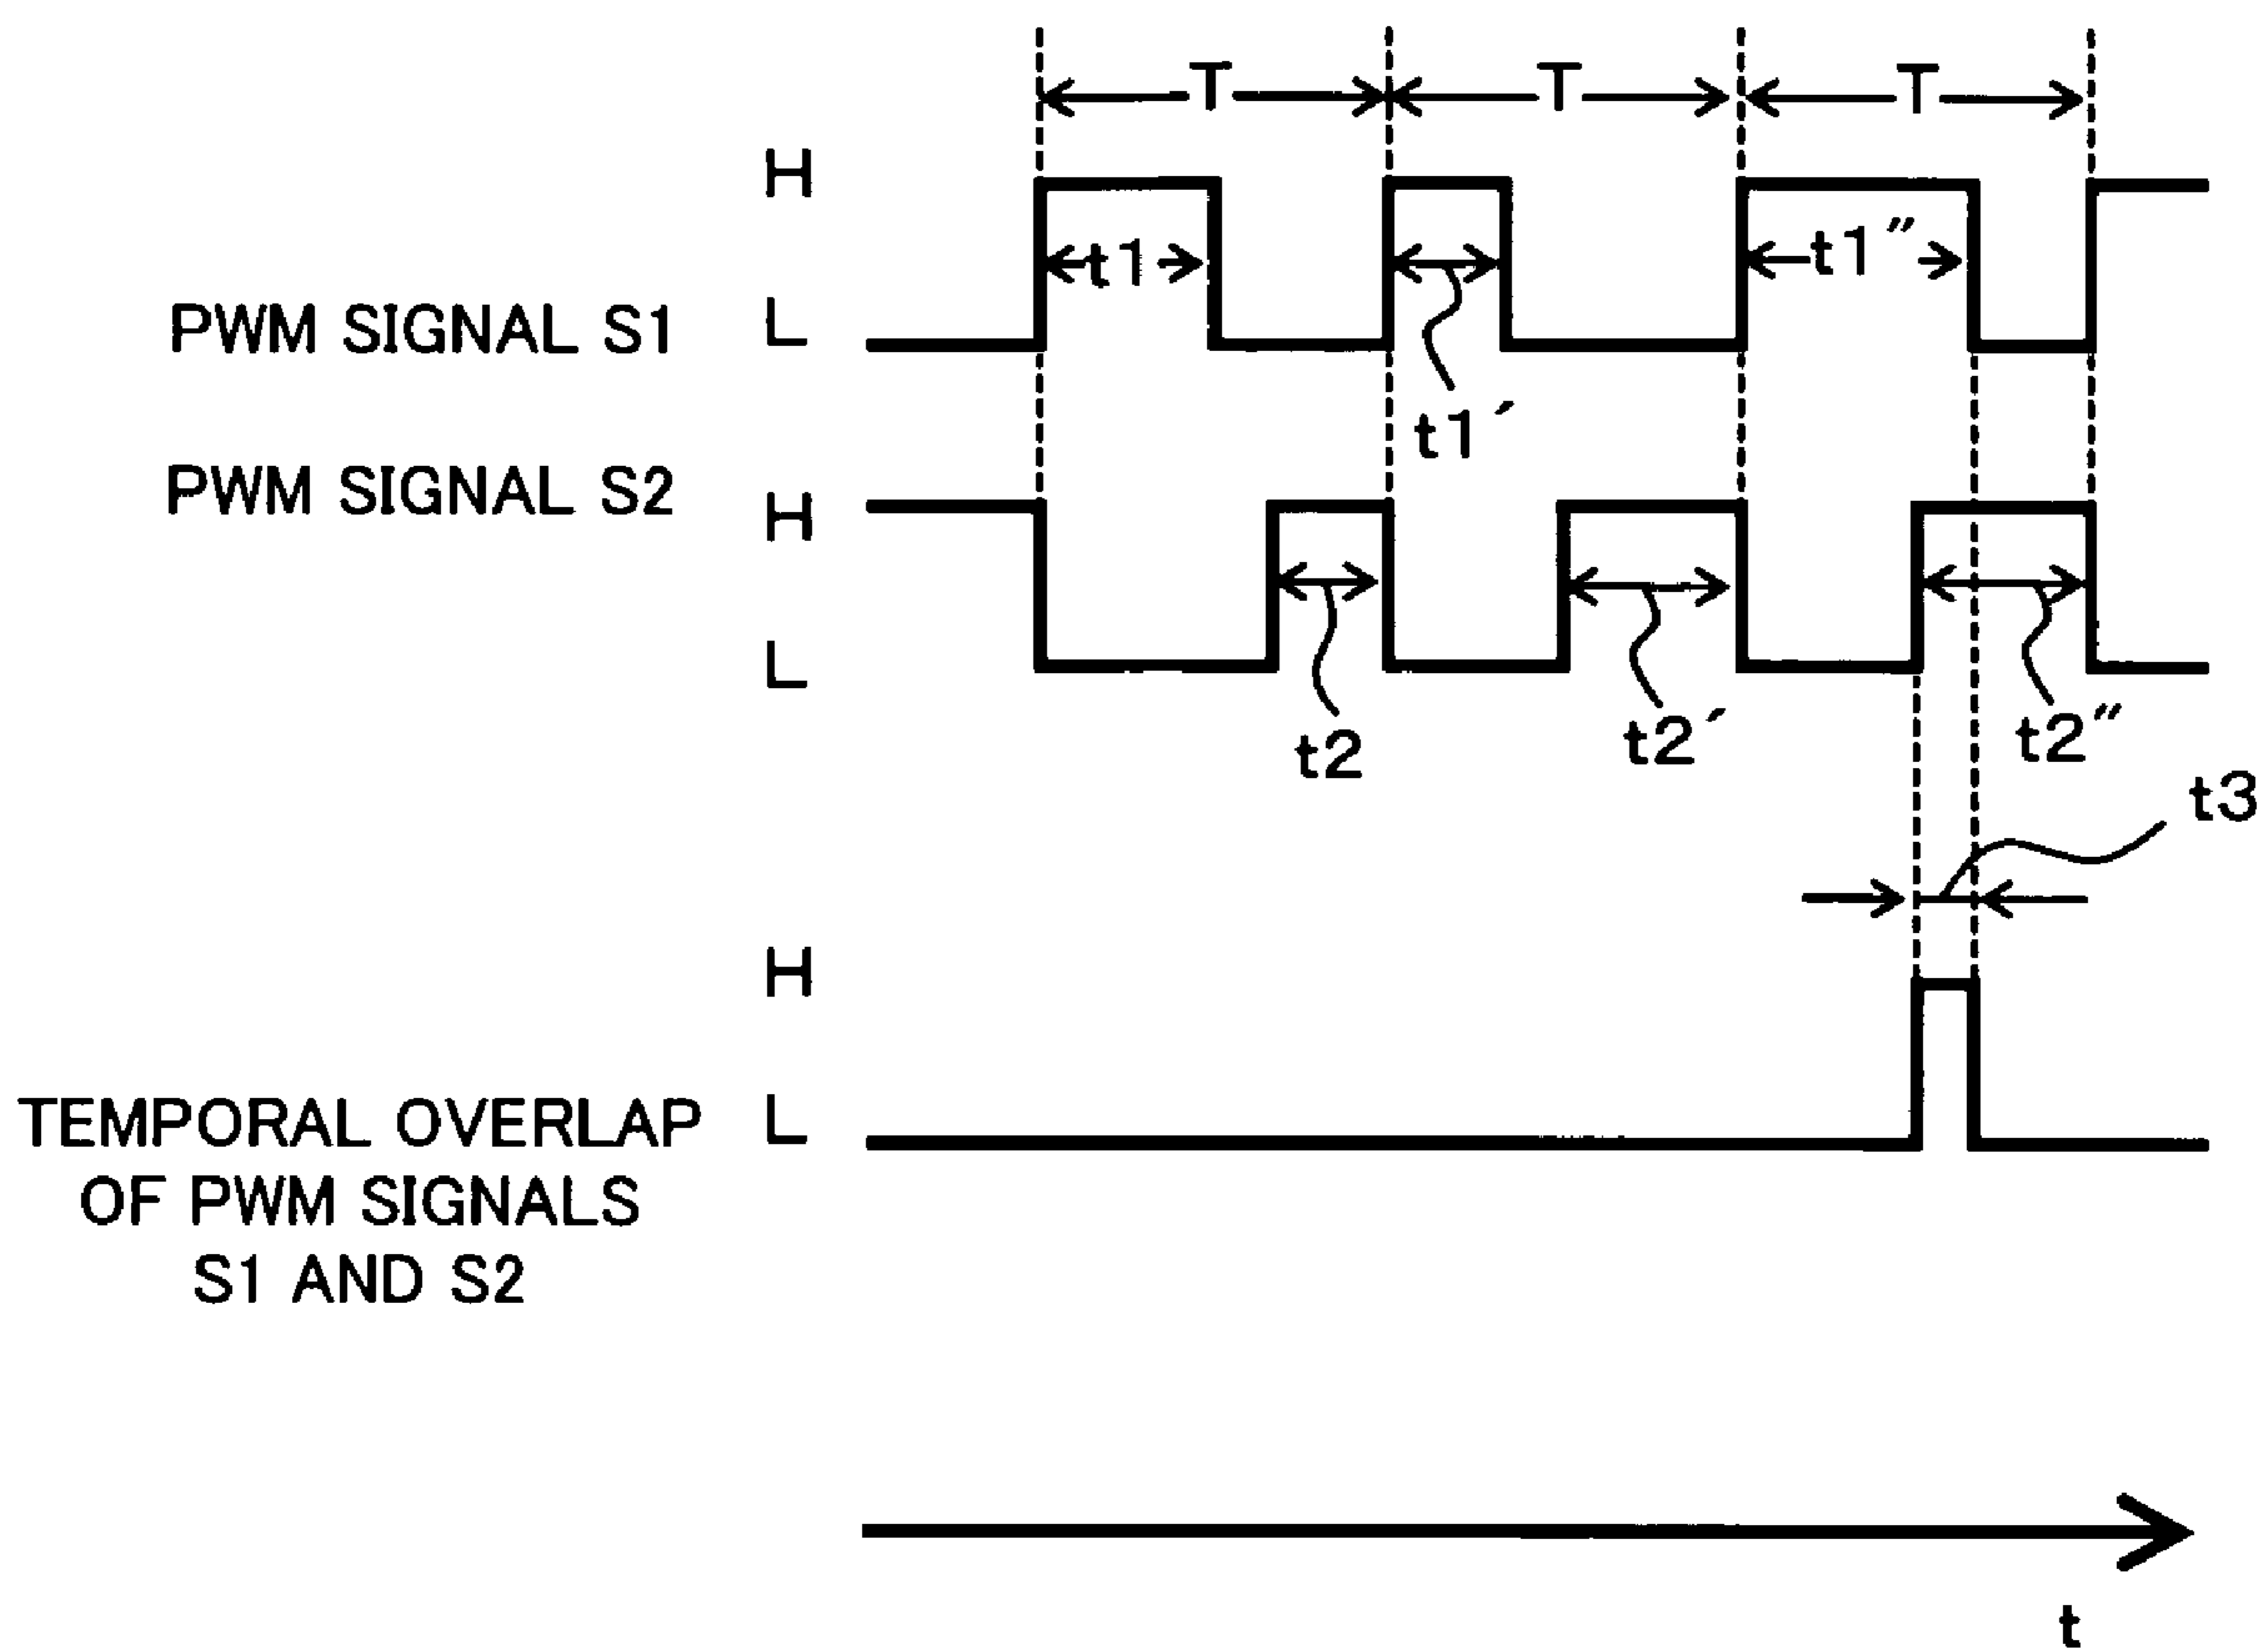 T T T
H
t1 t1″
PWM SIGNAL S1 L
t1′
PWM SIGNAL S2 H
L
t2 t2′ t2″
t3
H
TEMPORAL OVERLAP L
OF PWM SIGNALS
S1 AND S2
t